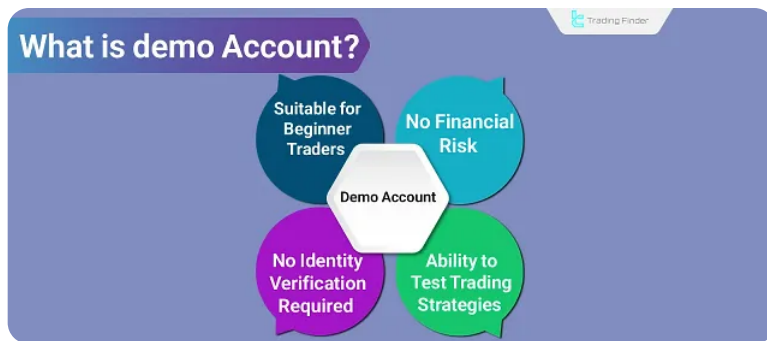 What is demo Account?
Trading Finder
Suitable for
Beginner
Traders
No Financial
Risk
Demo Account
No Identity
Verification
Required
Ability to
Test Trading
Strategies